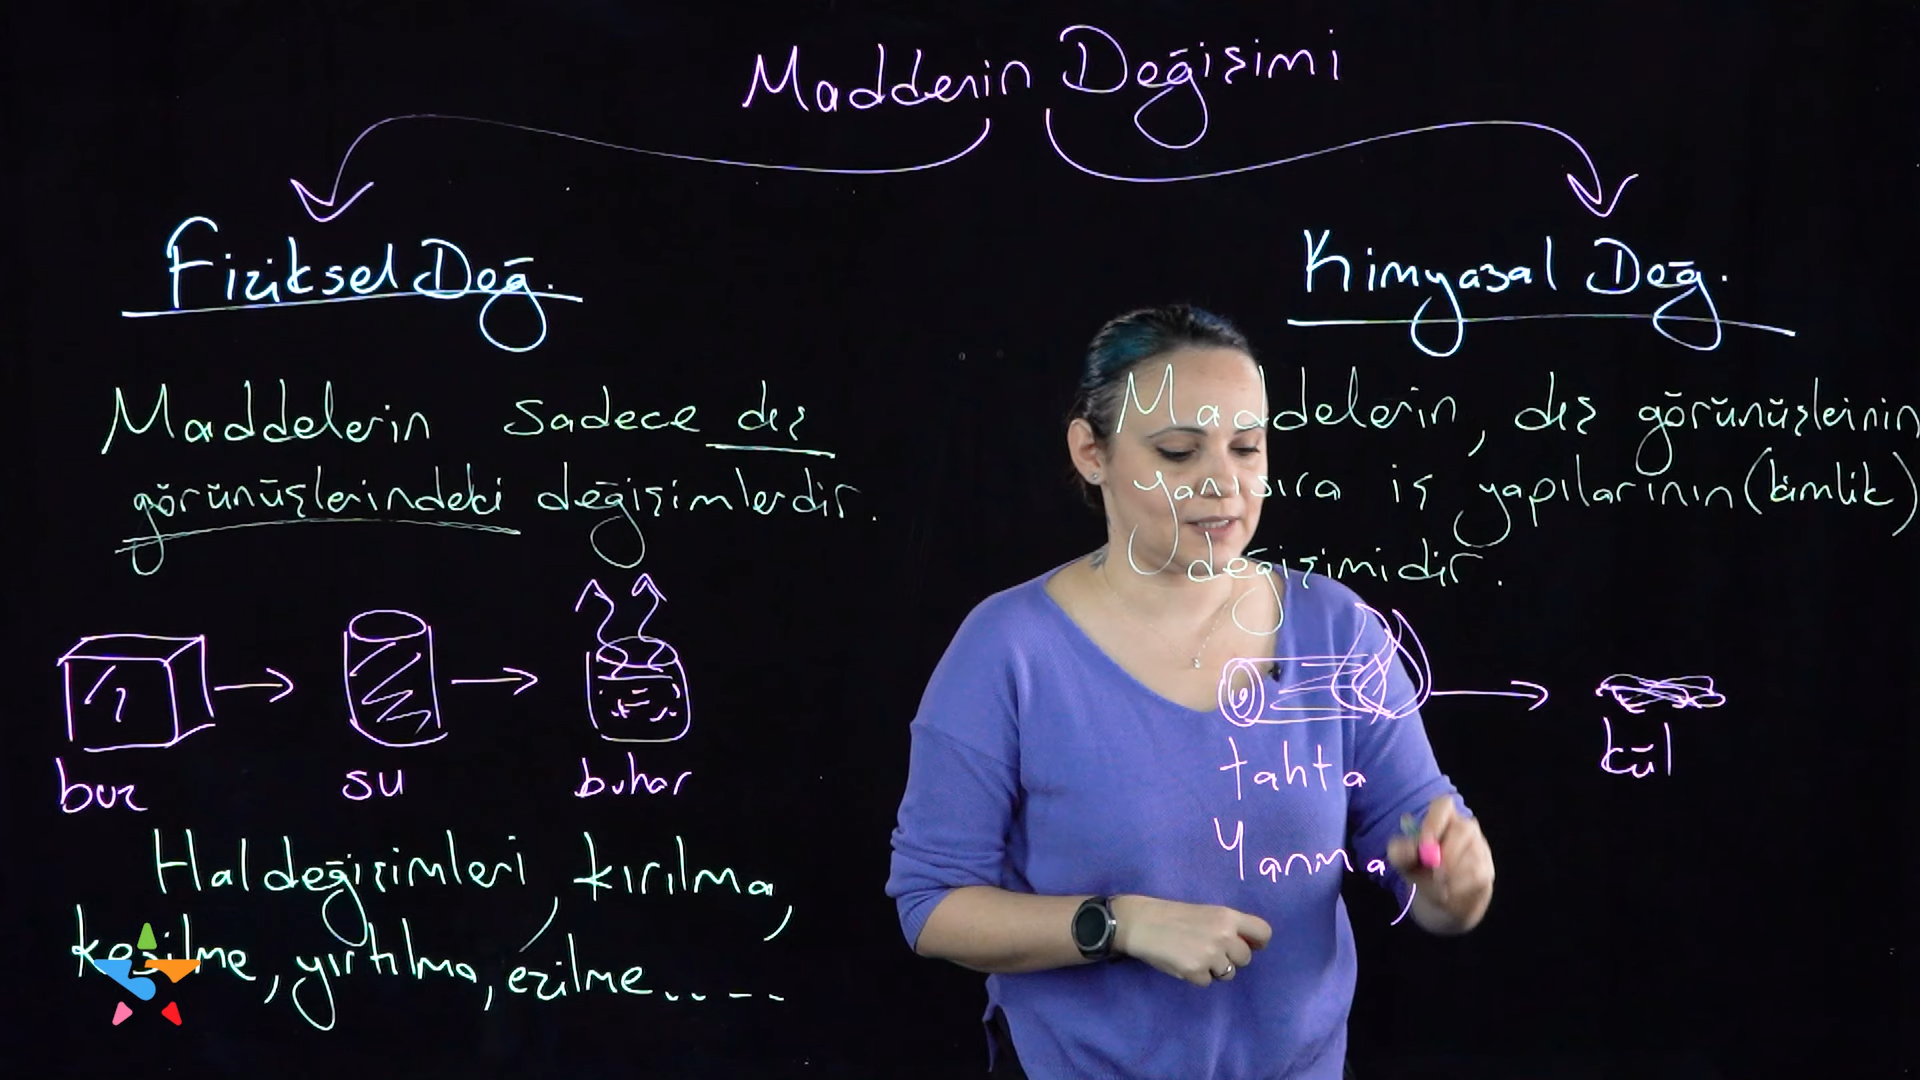 Maddenin Değişimi
Fiziksel Değ.
Maddelerin sadece dış
görünüşlerindeki değişimlerdir.
buz
su
buhar
Hal değişimleri, kırılma,
kesilme, yırtılma, ezilme.....
Kimyasal Değ.
Maddelerin, dış görünüşleinin
yanısıra iç yapılarının (kimlik)
değişimidir.
tahta
kül
Yanma,